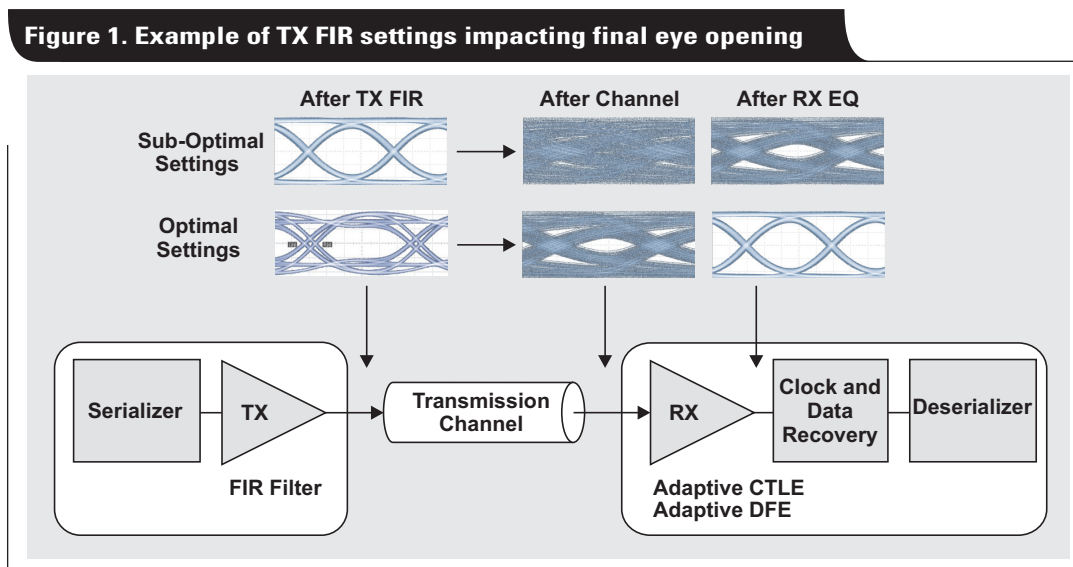 Figure 1. Example of TX FIR settings impacting final eye opening
After TX FIR
After Channel
After RX EQ
Sub-Optimal
Settings
Optimal
Settings
Serializer
TX
FIR Filter
Transmission
Channel
RX
Clock and
Data
Recovery
Deserializer
Adaptive CTLE
Adaptive DFE